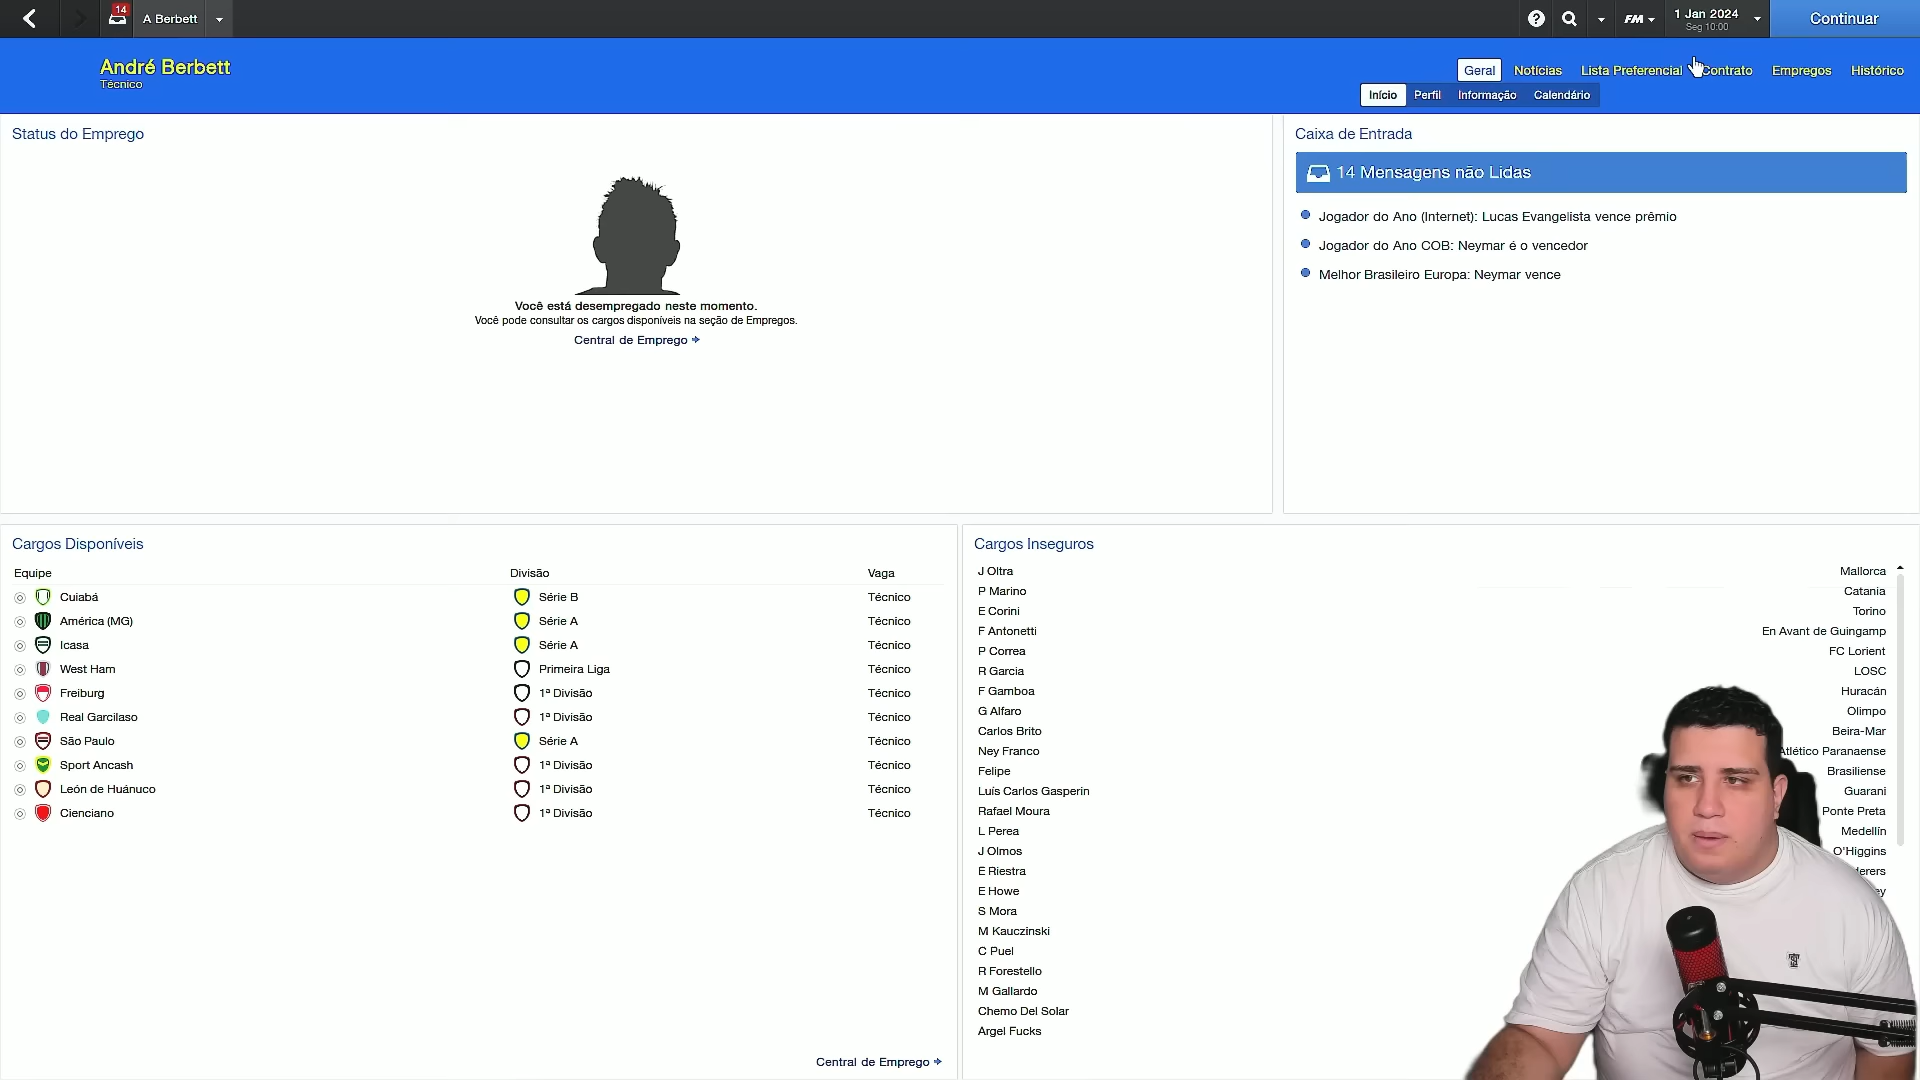 14
A Berbett
FM
1 Jan 2024
Seg 10:00
Continuar
André Berbett
Técnico
Geral
Notícias
Lista Preferencial
Contrato
Empregos
Histórico
Início
Perfil
Informação
Calendário
Status do Emprego
Você está desempregado neste momento.
Você pode consultar os cargos disponíveis na seção de Empregos.
Central de Emprego
Caixa de Entrada
14 Mensagens não Lidas
Jogador do Ano (Internet): Lucas Evangelista vence prêmio
Jogador do Ano COB: Neymar é o vencedor
Melhor Brasileiro Europa: Neymar vence
Cargos Disponíveis
Equipe Divisão Vaga
Cuiabá Série B Técnico
América (MG) Série A Técnico
Icasa Série A Técnico
West Ham Primeira Liga Técnico
Freiburg 1ª Divisão Técnico
Real Garcilaso 1ª Divisão Técnico
São Paulo Série A Técnico
Sport Ancash 1ª Divisão Técnico
León de Huánuco 1ª Divisão Técnico
Cienciano 1ª Divisão Técnico
Central de Emprego
Cargos Inseguros
J Oltra Mallorca
P Marino Catania
E Corini Torino
F Antonetti En Avant de Guingamp
P Correa FC Lorient
R Garcia LOSC
F Gamboa Huracán
G Alfaro Olimpo
Carlos Brito Beira-Mar
Ney Franco Atlético Paranaense
Felipe Brasiliense
Luís Carlos Gasperin Guarani
Rafael Moura Ponte Preta
L Perea Medellín
J Olmos O'Higgins
E Riestra
E Howe
S Mora
M Kauczinski
C Puel
R Forestello
M Gallardo
Chemo Del Solar
Argel Fucks